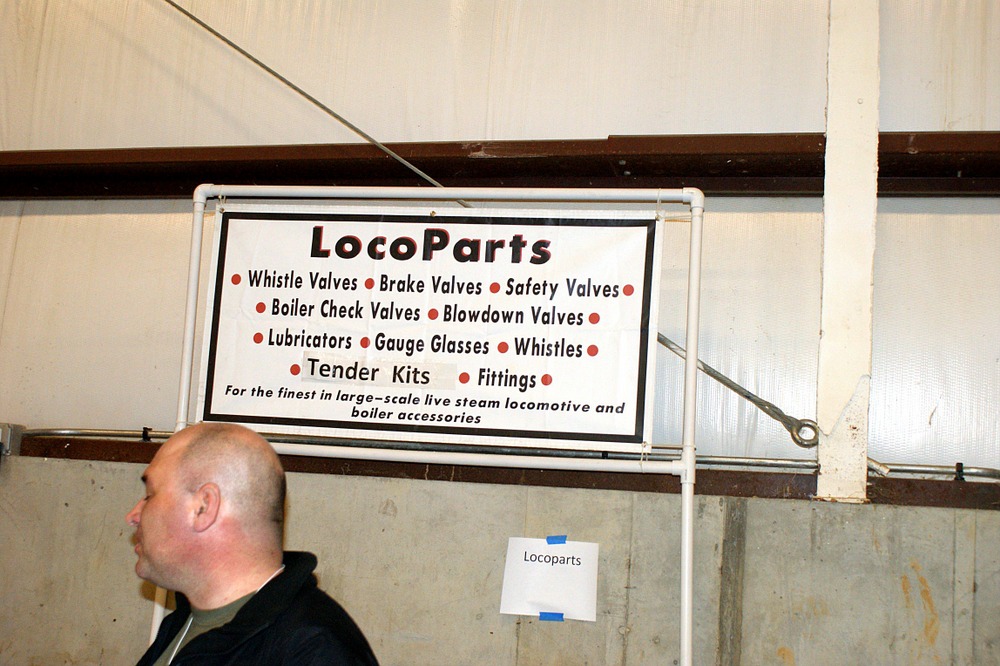 LocoParts
• Whistle Valves • Brake Valves • Safety Valves •
• Boiler Check Valves • Blowdown Valves •
• Lubricators • Gauge Glasses • Whistles •
• Tender Kits • Fittings •
For the finest in large-scale live steam locomotive and
boiler accessories
Locoparts